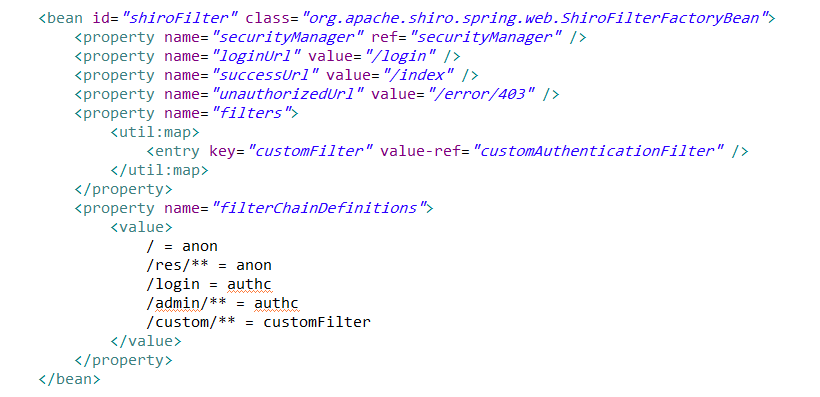 <bean id="shiroFilter" class="org.apache.shiro.spring.web.ShiroFilterFactoryBean">
<property name="securityManager" ref="securityManager" />
<property name="loginUrl" value="/login" />
<property name="successUrl" value="/index" />
<property name="unauthorizedUrl" value="/error/403" />
<property name="filters">
<util:map>
<entry key="customFilter" value-ref="customAuthenticationFilter" />
</util:map>
</property>
<property name="filterChainDefinitions">
<value>
/ = anon
/res/** = anon
/login = authc
/admin/** = authc
/custom/** = customFilter
</value>
</property>
</bean>